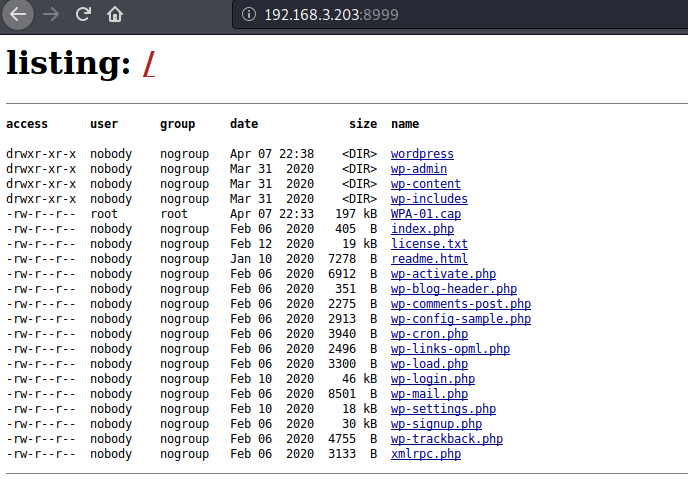 192.168.3.203:8999
listing: /
access user group date size name
drwxr-xr-x nobody nogroup Apr 07 22:38 <DIR> wordpress
drwxr-xr-x nobody nogroup Mar 31 2020 <DIR> wp-admin
drwxr-xr-x nobody nogroup Mar 31 2020 <DIR> wp-content
drwxr-xr-x nobody nogroup Mar 31 2020 <DIR> wp-includes
-rw-r--r-- root root Apr 07 22:33 197 kB WPA-01.cap
-rw-r--r-- nobody nogroup Feb 06 2020 405 B index.php
-rw-r--r-- nobody nogroup Feb 12 2020 19 kB license.txt
-rw-r--r-- nobody nogroup Jan 10 2020 7278 B readme.html
-rw-r--r-- nobody nogroup Feb 06 2020 6912 B wp-activate.php
-rw-r--r-- nobody nogroup Feb 06 2020 351 B wp-blog-header.php
-rw-r--r-- nobody nogroup Feb 06 2020 2275 B wp-comments-post.php
-rw-r--r-- nobody nogroup Feb 06 2020 2913 B wp-config-sample.php
-rw-r--r-- nobody nogroup Feb 06 2020 3940 B wp-cron.php
-rw-r--r-- nobody nogroup Feb 06 2020 2496 B wp-links-opml.php
-rw-r--r-- nobody nogroup Feb 06 2020 3300 B wp-load.php
-rw-r--r-- nobody nogroup Feb 10 2020 46 kB wp-login.php
-rw-r--r-- nobody nogroup Feb 06 2020 8501 B wp-mail.php
-rw-r--r-- nobody nogroup Feb 10 2020 18 kB wp-settings.php
-rw-r--r-- nobody nogroup Feb 06 2020 30 kB wp-signup.php
-rw-r--r-- nobody nogroup Feb 06 2020 4755 B wp-trackback.php
-rw-r--r-- nobody nogroup Feb 06 2020 3133 B xmlrpc.php